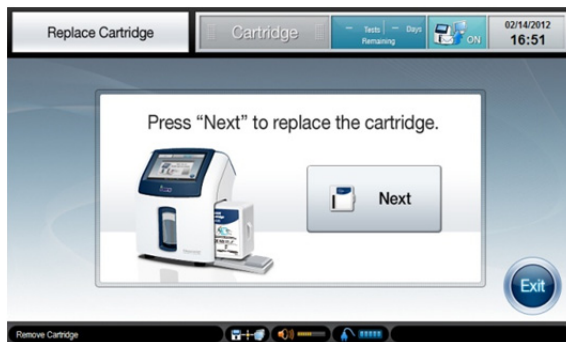 Replace Cartridge
Cartridge
– Tests – Days
Remaining
ON
02/14/2012
16:51
Press “Next” to replace the cartridge.
Next
Exit
Remove Cartridge